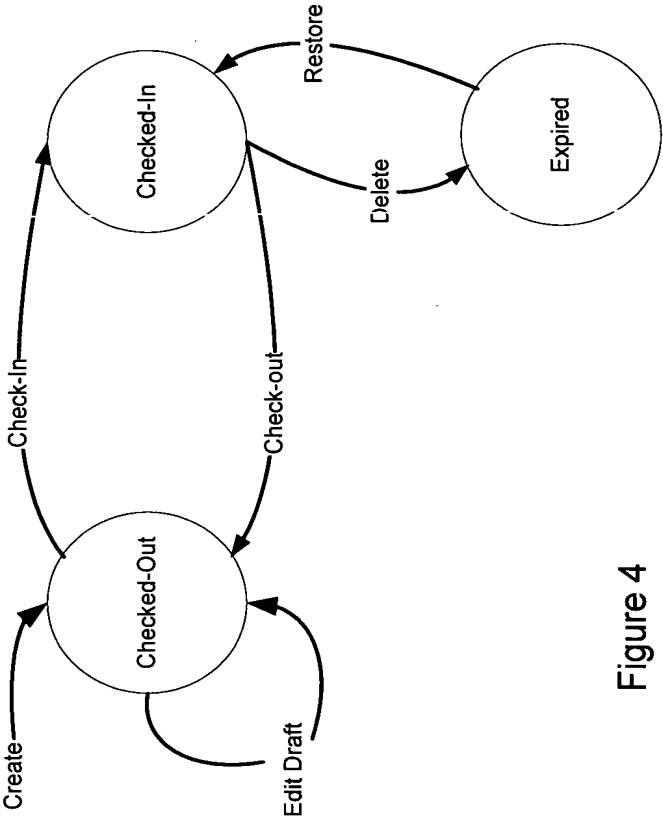 Create
Check-In
Checked-Out
Checked-In
Edit Draft
Check-out
Delete
Restore
Expired
Figure 4